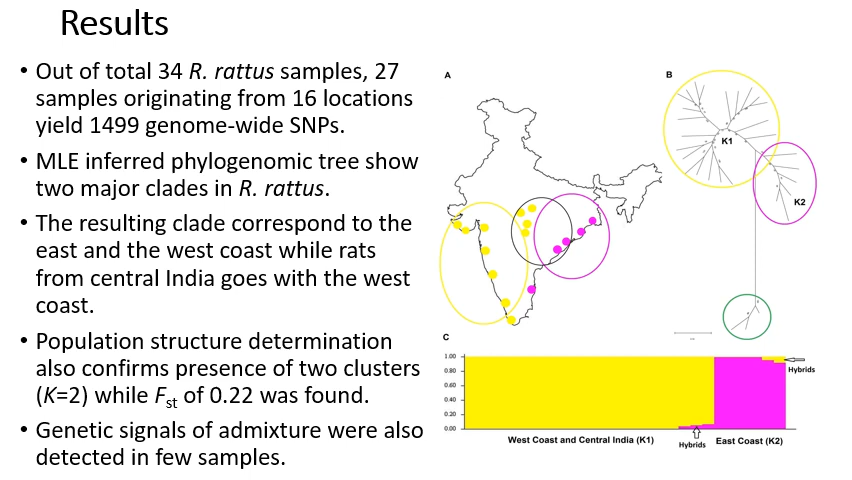 Results
• Out of total 34 R. rattus samples, 27
samples originating from 16 locations
yield 1499 genome-wide SNPs.
• MLE inferred phylogenomic tree show
two major clades in R. rattus.
• The resulting clade correspond to the
east and the west coast while rats
from central India goes with the west
coast.
• Population structure determination
also confirms presence of two clusters
(K=2) while Fst of 0.22 was found.
• Genetic signals of admixture were also
detected in few samples.
A
B
K1
K2
C
1.00
0.80
0.60
0.40
0.20
0.00
Hybrids
West Coast and Central India (K1)
Hybrids
East Coast (K2)